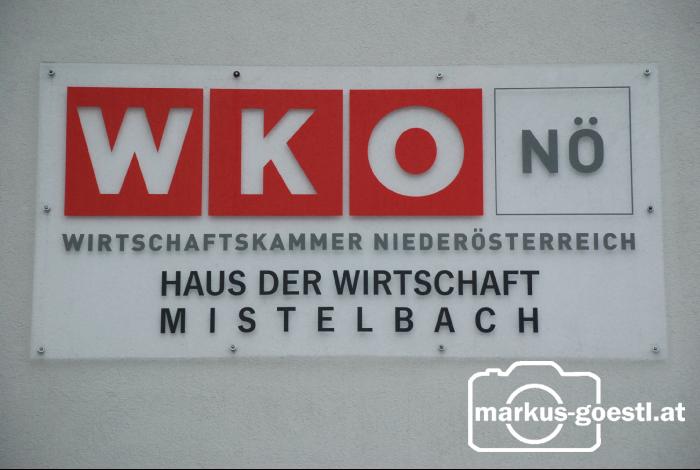 WKO NÖ
WIRTSCHAFTSKAMMER NIEDERÖSTERREICH
HAUS DER WIRTSCHAFT
MISTELBACH
markus-goestl.at